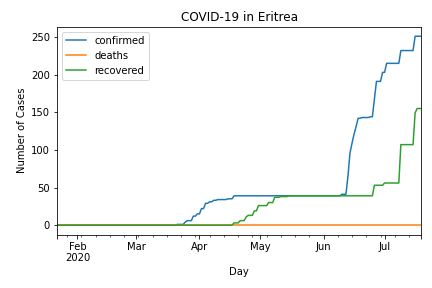 COVID-19 in Eritrea
confirmed
deaths
recovered
Number of Cases
250
200
150
100
50
0
Feb
2020
Mar
Apr
May
Jun
Jul
Day